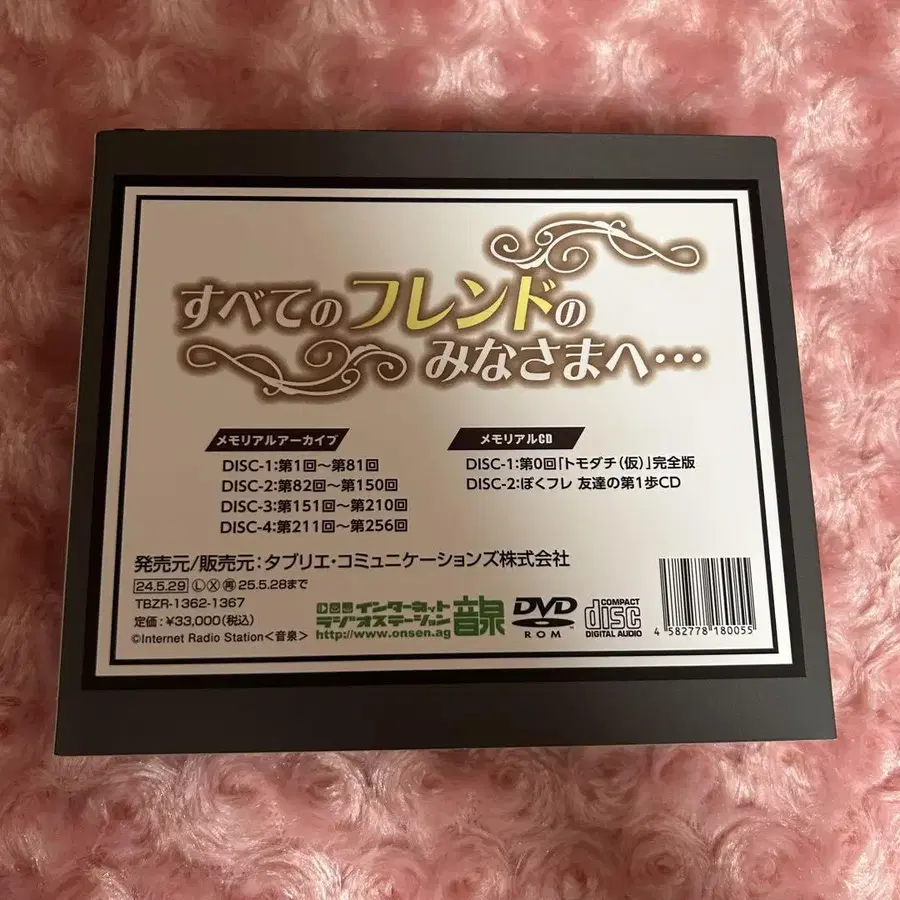 すべてのフレンドの
みなさまへ…
メモリアルアーカイブ
DISC-1:第1回〜第81回
DISC-2:第82回〜第150回
DISC-3:第151回〜第210回
DISC-4:第211回〜第256回
メモリアルCD
DISC-1:第0回「トモダチ(仮)」完全版
DISC-2:ぼくフレ 友達の第1歩CD
発売元/販売元:タブリエ・コミュニケーションズ株式会社
24.5.29 Ⓛ Ⓧ ㊥ 25.5.28まで
TBZR-1362-1367
定価:¥33,000(税込)
©Internet Radio Station<音泉>
インターネット
ラジオステーション
音泉
http://www.onsen.ag
DVD
ROM
COMPACT
disc
DIGITAL AUDIO
4 582778 180055